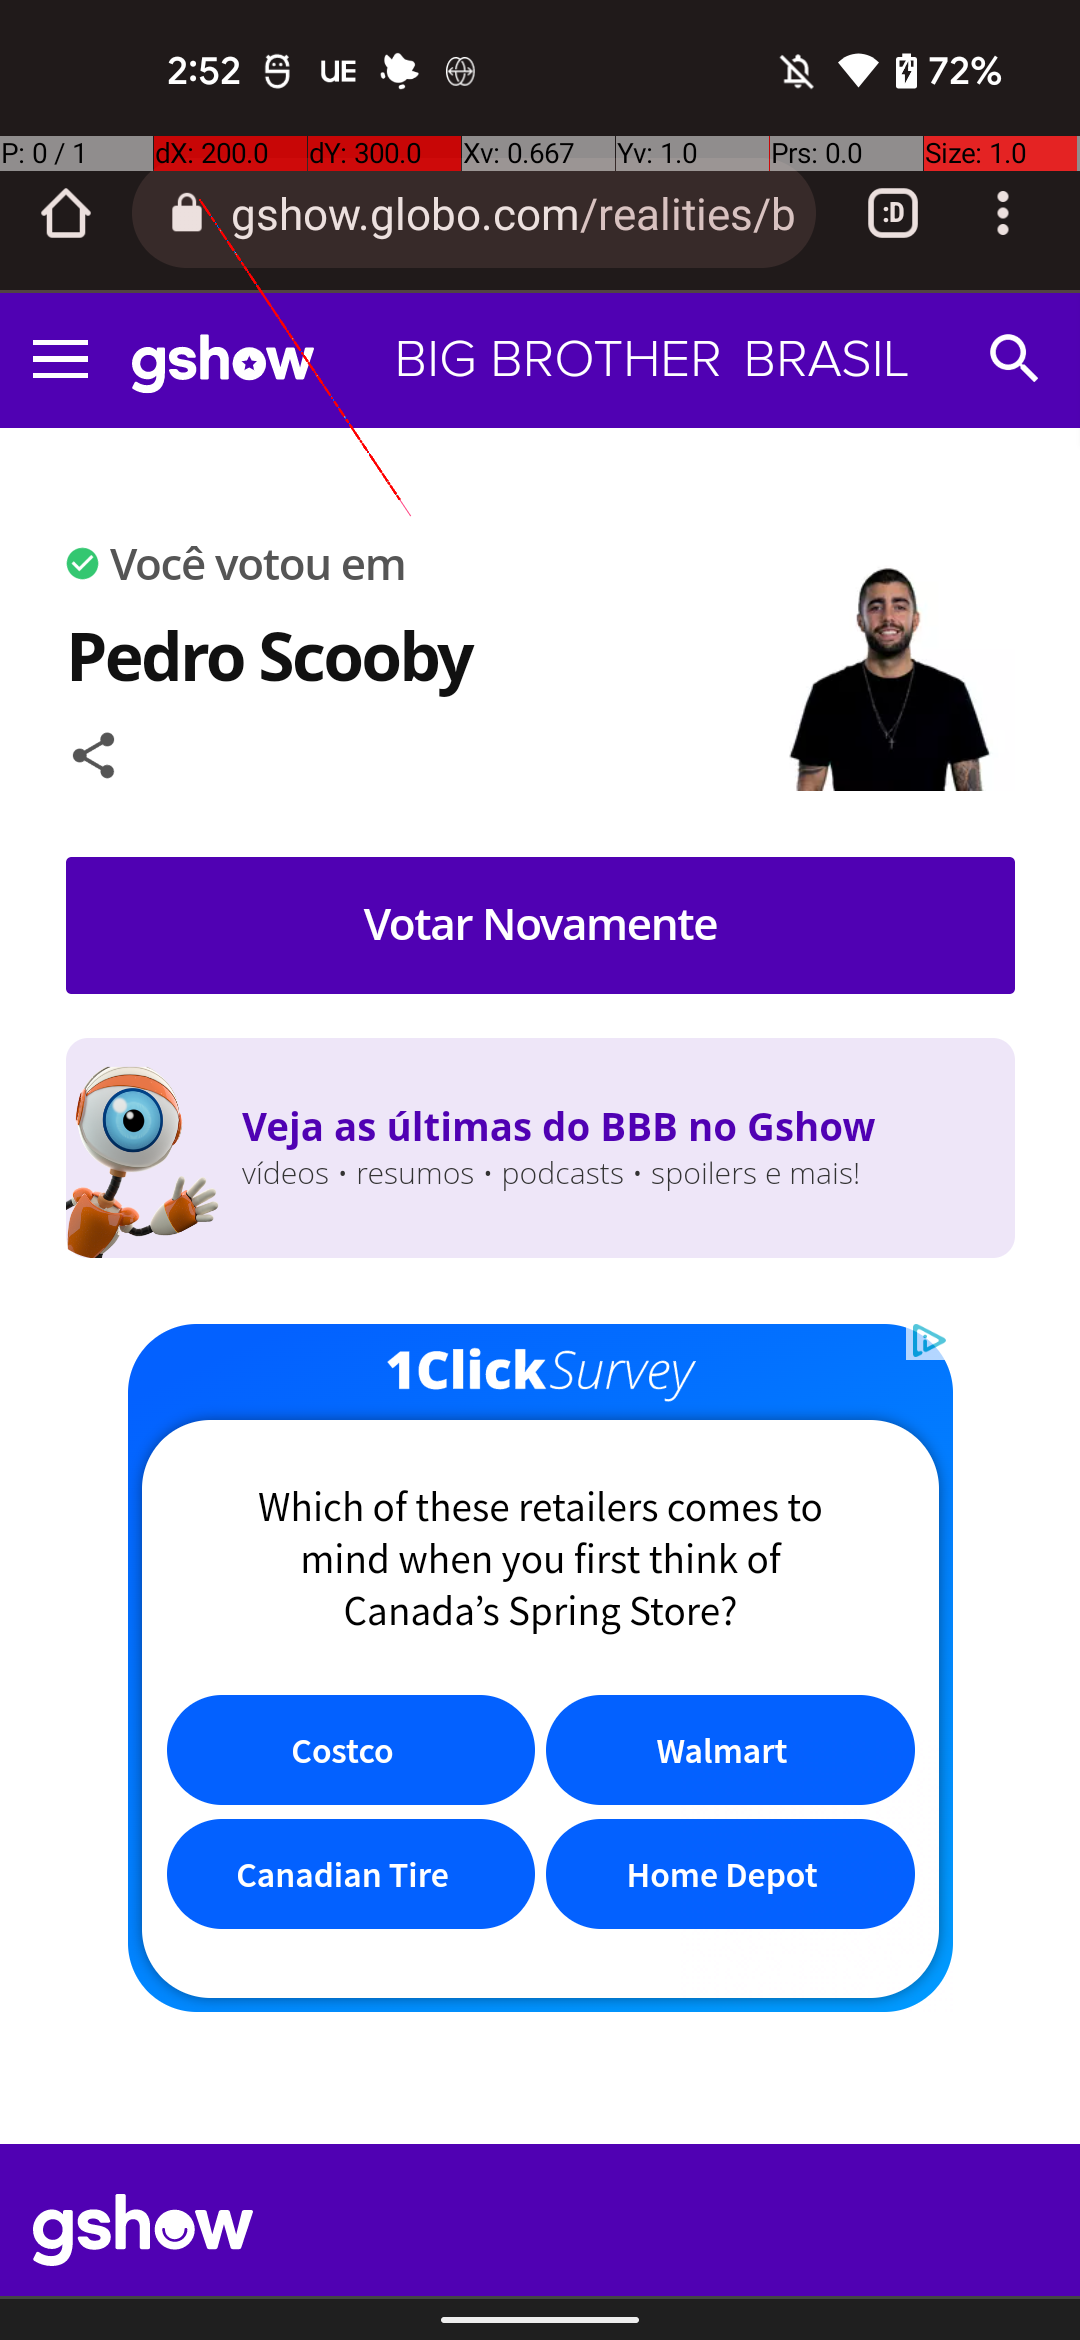 2:52 UE 72%
P: 0 / 1 dX: 200.0 dY: 300.0 Xv: 0.667 Yv: 1.0 Prs: 0.0 Size: 1.0
gshow.globo.com/realities/b :D
gshow BIG BROTHER BRASIL
Você votou em
Pedro Scooby
Votar Novamente
Veja as últimas do BBB no Gshow
vídeos • resumos • podcasts • spoilers e mais!
1ClickSurvey
Which of these retailers comes to
mind when you first think of
Canada’s Spring Store?
Costco Walmart
Canadian Tire Home Depot
gshow